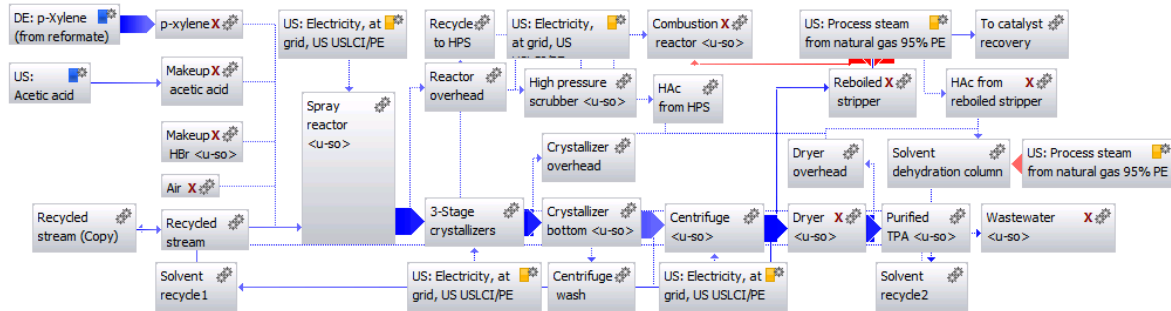 DE: p-Xylene
(from reformate)
p-xylene X
US: Electricity, at
grid, US USLCI/PE
Recycle
to HPS
US: Electricity,
at grid, US
Combustion X
reactor <u-so>
US: Process steam
from natural gas 95% PE
To catalyst
recovery
US:
Acetic acid
Makeup X
acetic acid
Reactor
overhead
High pressure
scrubber <u-so>
HAc
from HPS
Reboiled X
stripper
HAc from X
reboiled stripper
Spray
reactor
<u-so>
Makeup X
HBr <u-so>
Crystallizer
overhead
Dryer
overhead
Solvent
dehydration column
US: Process steam
from natural gas 95% PE
Air X
Recycled
stream (Copy)
Recycled
stream
3-Stage
crystallizers
Crystallizer
bottom <u-so>
Centrifuge
<u-so>
Dryer X
<u-so>
Purified
TPA <u-so>
Wastewater X
<u-so>
Solvent
recycle1
US: Electricity, at
grid, US USLCI/PE
Centrifuge
wash
US: Electricity, at
grid, US USLCI/PE
Solvent
recycle2